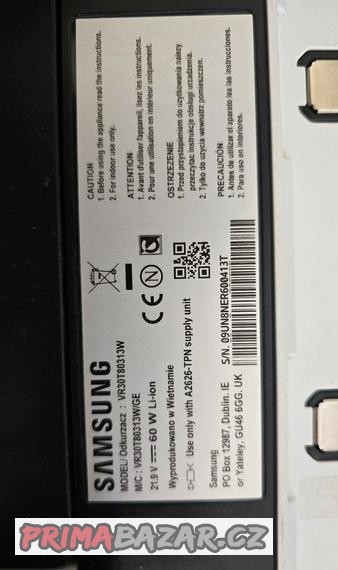 SAMSUNG
MODEL/ Odkurzacz : VR30T80313W
M/C : VR30T80313W/GE
21.9 V 60 W Li-ion
Wyprodukowano w Wietnamie
Use only with A2626-TPN supply unit
Samsung
PO Box 12987, Dublin. IE
or Yateley, GU46 6GG, UK
CE N
S/N. 09UN8NER600413T
CAUTION
1. Before using the appliance read the instructions.
2. For indoor use only.
ATTENTION
1. Avant d'utiliser l'appareil, lisez les instructions.
2. Pour une utilisation en intérieur uniquement.
OSTRZEŻENIE
1. Przed przystąpieniem do użytkowania należy
przeczytać instrukcje obsługi urządzenia.
2. Tylko do użycia wewnątrz pomieszczeń.
PRECAUCIÓN
1. Antes de utilizar el aparato lea las instrucciones.
2. Para uso en interiores.
PRIMABAZAR.CZ